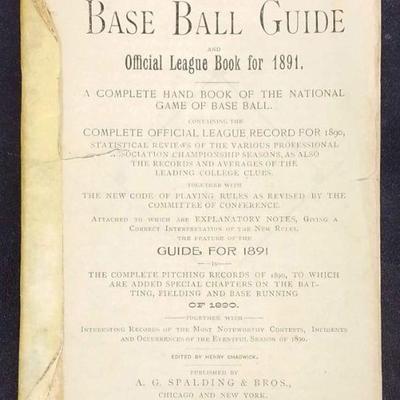 BASE BALL GUIDE
AND
Official League Book for 1891.
A COMPLETE HAND BOOK OF THE NATIONAL
GAME OF BASE BALL.
CONTAINING THE
COMPLETE OFFICIAL LEAGUE RECORD FOR 1890,
STATISTICAL REVIEWS OF THE VARIOUS PROFESSIONAL
ASSOCIATION CHAMPIONSHIP SEASONS, AS ALSO
THE RECORDS AND AVERAGES OF THE
LEADING COLLEGE CLUBS.
TOGETHER WITH
THE NEW CODE OF PLAYING RULES AS REVISED BY THE
COMMITTEE OF CONFERENCE.
ATTACHED TO WHICH ARE EXPLANATORY NOTES, GIVING A
CORRECT INTERPRETATION OF THE NEW RULES.
THE FEATURE OF THE
GUIDE FOR 1891
IS
THE COMPLETE PITCHING RECORDS OF 1890, TO WHICH
ARE ADDED SPECIAL CHAPTERS ON THE BAT-
TING, FIELDING AND BASE RUNNING
OF 1890.
TOGETHER WITH
INTERESTING RECORDS OF THE MOST NOTEWORTHY CONTESTS, INCIDENTS
AND OCCURRENCES OF THE EVENTFUL SEASON OF 1890.
EDITED BY HENRY CHADWICK.
PUBLISHED BY
A. G. SPALDING & BROS.,
CHICAGO AND NEW YORK.